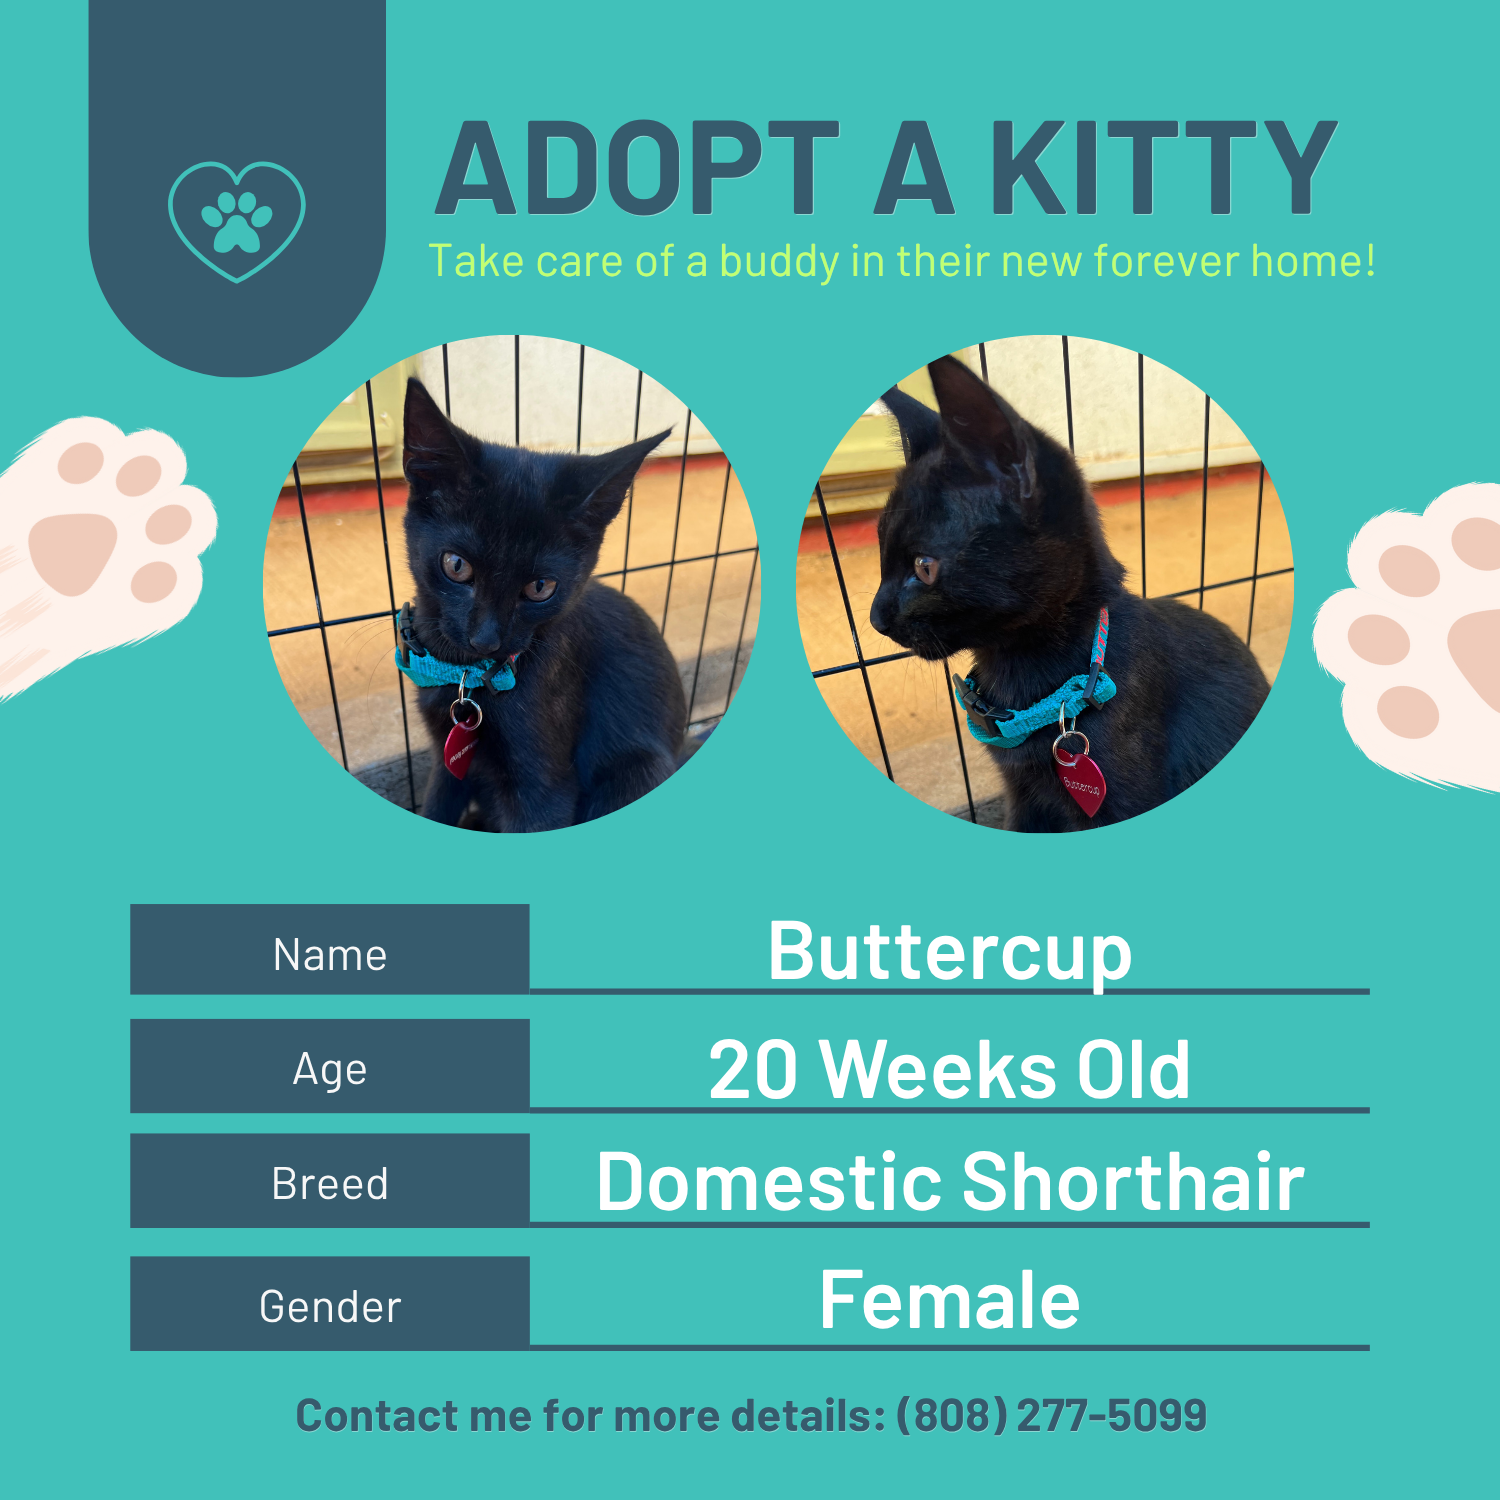 ADOPT A KITTY
Take care of a buddy in their new forever home!
Buttercup
Name
Buttercup
Age
20 Weeks Old
Breed
Domestic Shorthair
Gender
Female
Contact me for more details: (808) 277-5099